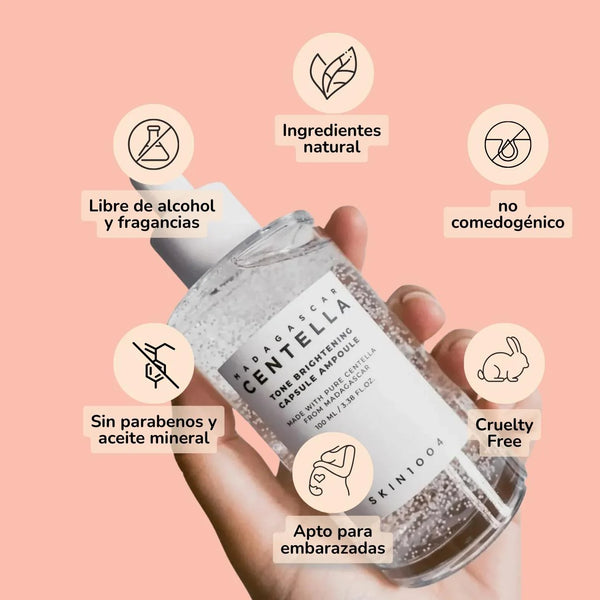 Ingredientes
natural
Libre de alcohol
y fragancias
no
comedogénico
MADAGASCAR
CENTELLA
TONE BRIGHTENING
CAPSULE AMPOULE
MADE WITH PURE CENTELLA
FROM MADAGASCAR
100 ML / 3.38 FL.OZ.
SKIN1004
Sin parabenos y
aceite mineral
Cruelty
Free
Apto para
embarazadas